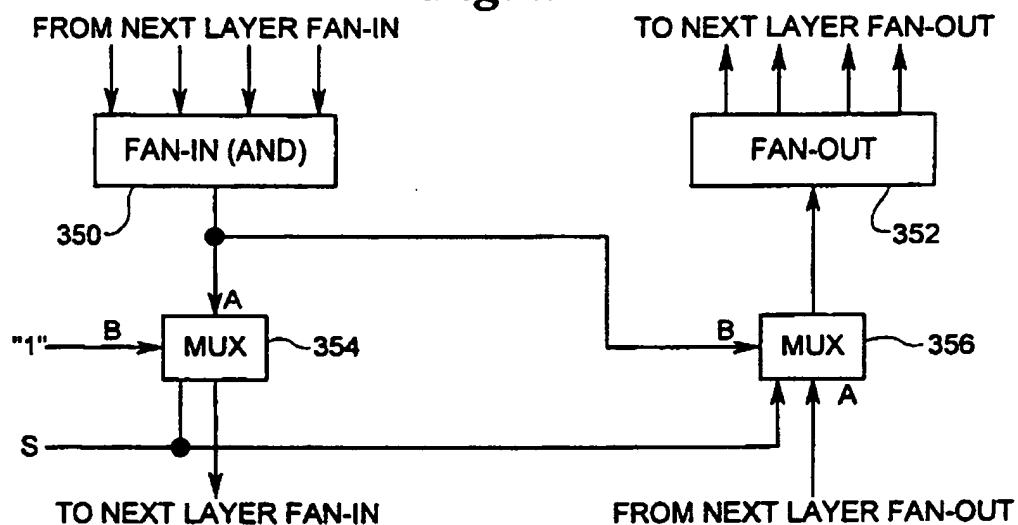 FROM NEXT LAYER FAN-IN
TO NEXT LAYER FAN-OUT
FAN-IN (AND)
FAN-OUT
350
352
A
"1"
B
MUX
354
B
MUX
356
A
S
TO NEXT LAYER FAN-IN
FROM NEXT LAYER FAN-OUT